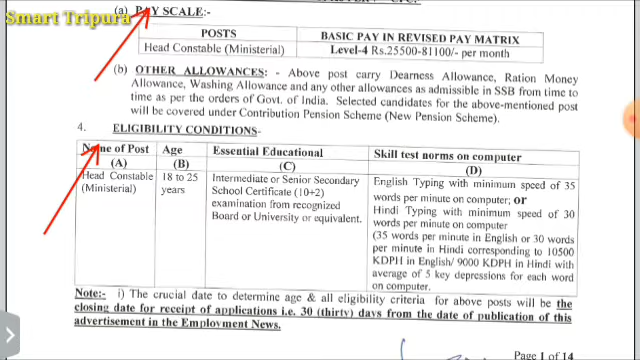 Smart Tripura
(a) PAY SCALE:-
POSTS BASIC PAY IN REVISED PAY MATRIX
Head Constable (Ministerial) Level-4 Rs.25500-81100/- per month
(b) OTHER ALLOWANCES: - Above post carry Dearness Allowance, Ration Money
Allowance, Washing Allowance and any other allowances as admissible in SSB from time to
time as per the orders of Govt. of India. Selected candidates for the above-mentioned post
will be covered under Contribution Pension Scheme (New Pension Scheme).
4. ELIGIBILITY CONDITIONS-
Name of Post Age Essential Educational Skill test norms on computer
(A) (B) (C) (D)
Head Constable 18 to 25 Intermediate or Senior Secondary English Typing with minimum speed of 35
(Ministerial) years School Certificate (10+2) words per minute on computer; or
examination from recognized Hindi Typing with minimum speed of 30
Board or University or equivalent. words per minute on computer
(35 words per minute in English or 30 words
per minute in Hindi corresponding to 10500
KDPH in English/ 9000 KDPH in Hindi with
average of 5 key depressions for each word
on computer.
Note:- i) The crucial date to determine age & all eligibility criteria for above posts will be the
closing date for receipt of applications i.e. 30 (thirty) days from the date of publication of this
advertisement in the Employment News.
Page 1 of 14